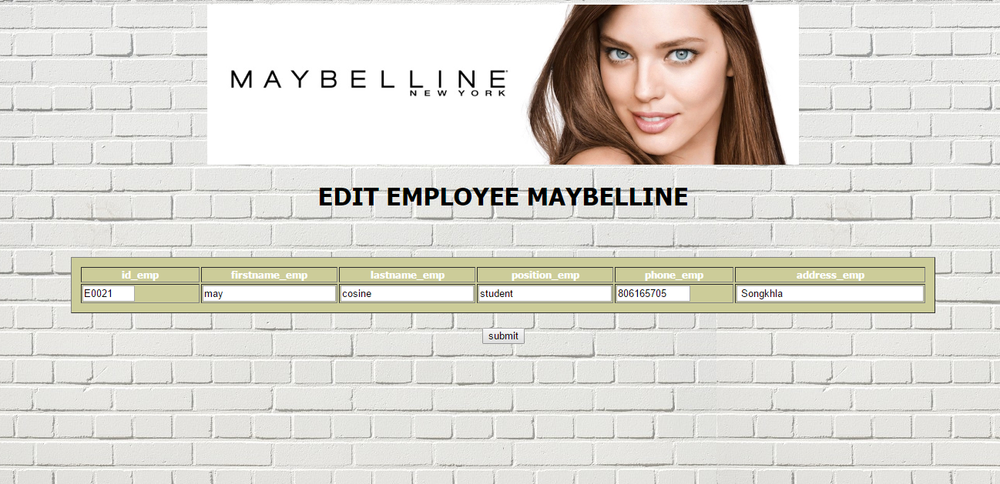 MAYBELLINE
NEW YORK
EDIT EMPLOYEE MAYBELLINE
id_emp firstname_emp lastname_emp position_emp phone_emp address_emp
E0021 may cosine student 806165705 Songkhla
submit